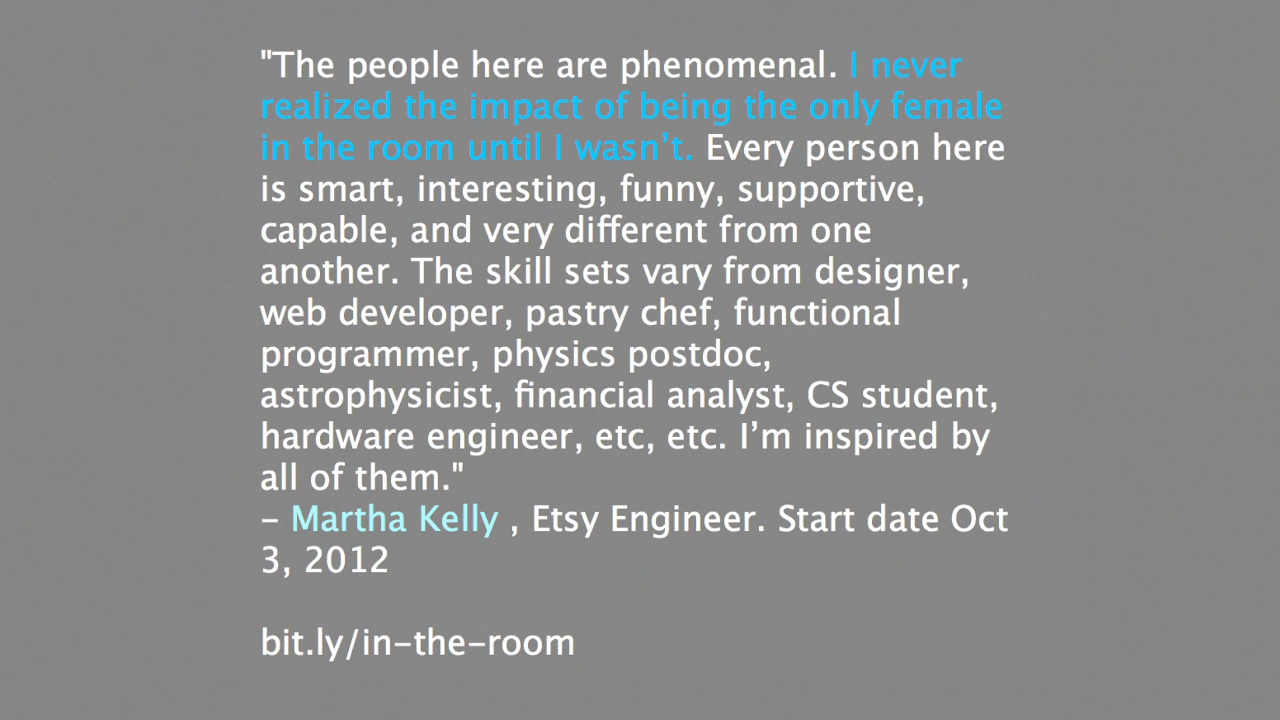 "The people here are phenomenal. I never
realized the impact of being the only female
in the room until I wasn’t. Every person here
is smart, interesting, funny, supportive,
capable, and very different from one
another. The skill sets vary from designer,
web developer, pastry chef, functional
programmer, physics postdoc,
astrophysicist, financial analyst, CS student,
hardware engineer, etc, etc. I’m inspired by
all of them."
– Martha Kelly , Etsy Engineer. Start date Oct
3, 2012
bit.ly/in-the-room